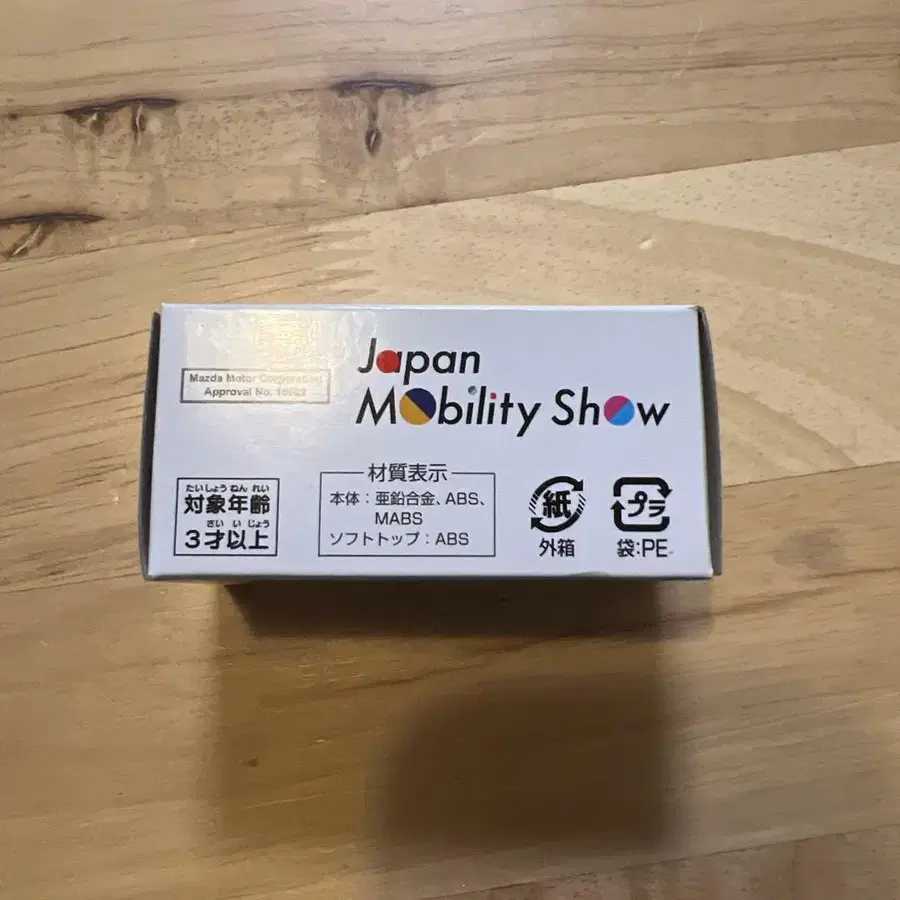 Japan
Mobility Show
Mazda Motor Corporation
Approval No.
たいしょうねんれい
対象年齢
さい いじょう
3才以上
材質表示
本体：亜鉛合金、ABS、
MABS
ソフトトップ：ABS
紙
外箱
プラ
袋:PE